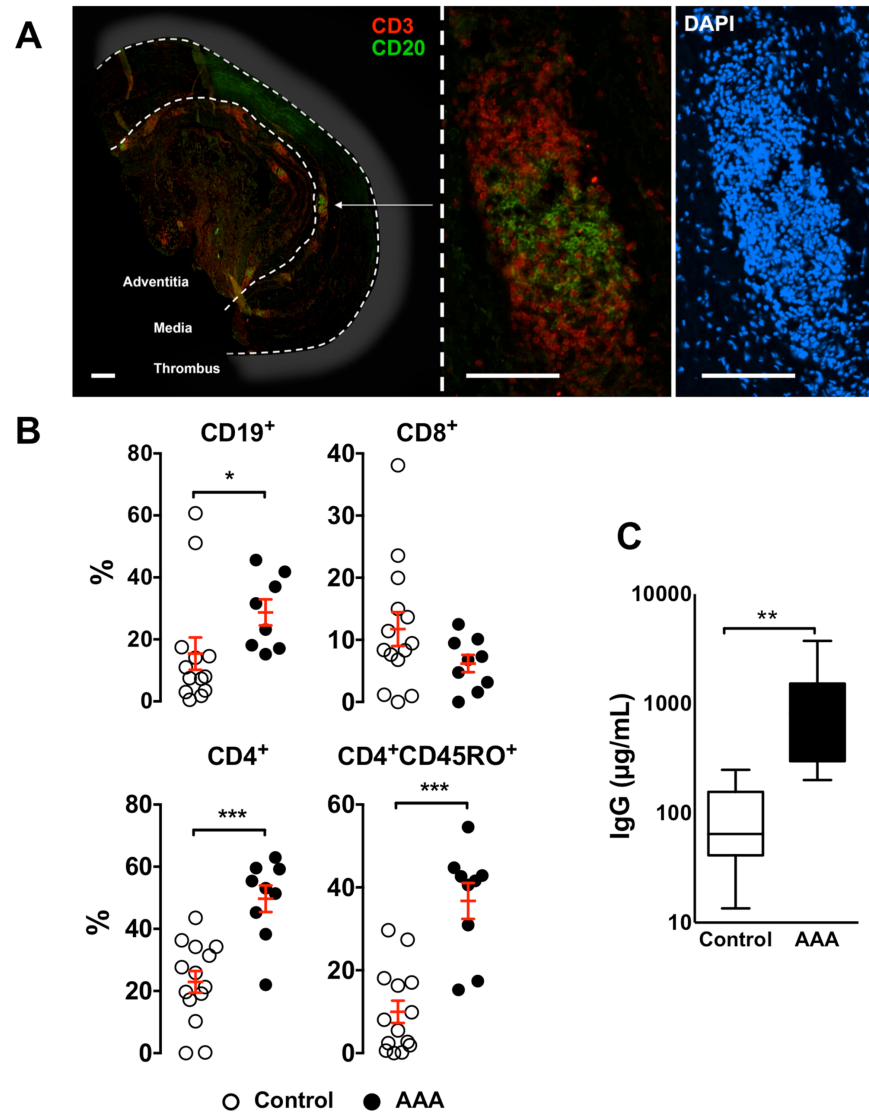 A
CD3
CD20
DAPI
Adventitia
Media
Thrombus
B
CD19⁺
CD8⁺
%
80
60
40
20
0
*
40
30
20
10
0
CD4⁺
CD4⁺CD45RO⁺
%
80
60
40
20
0
***
60
40
20
0
***
Control
AAA
C
IgG (µg/mL)
10000
1000
100
10
**
Control
AAA